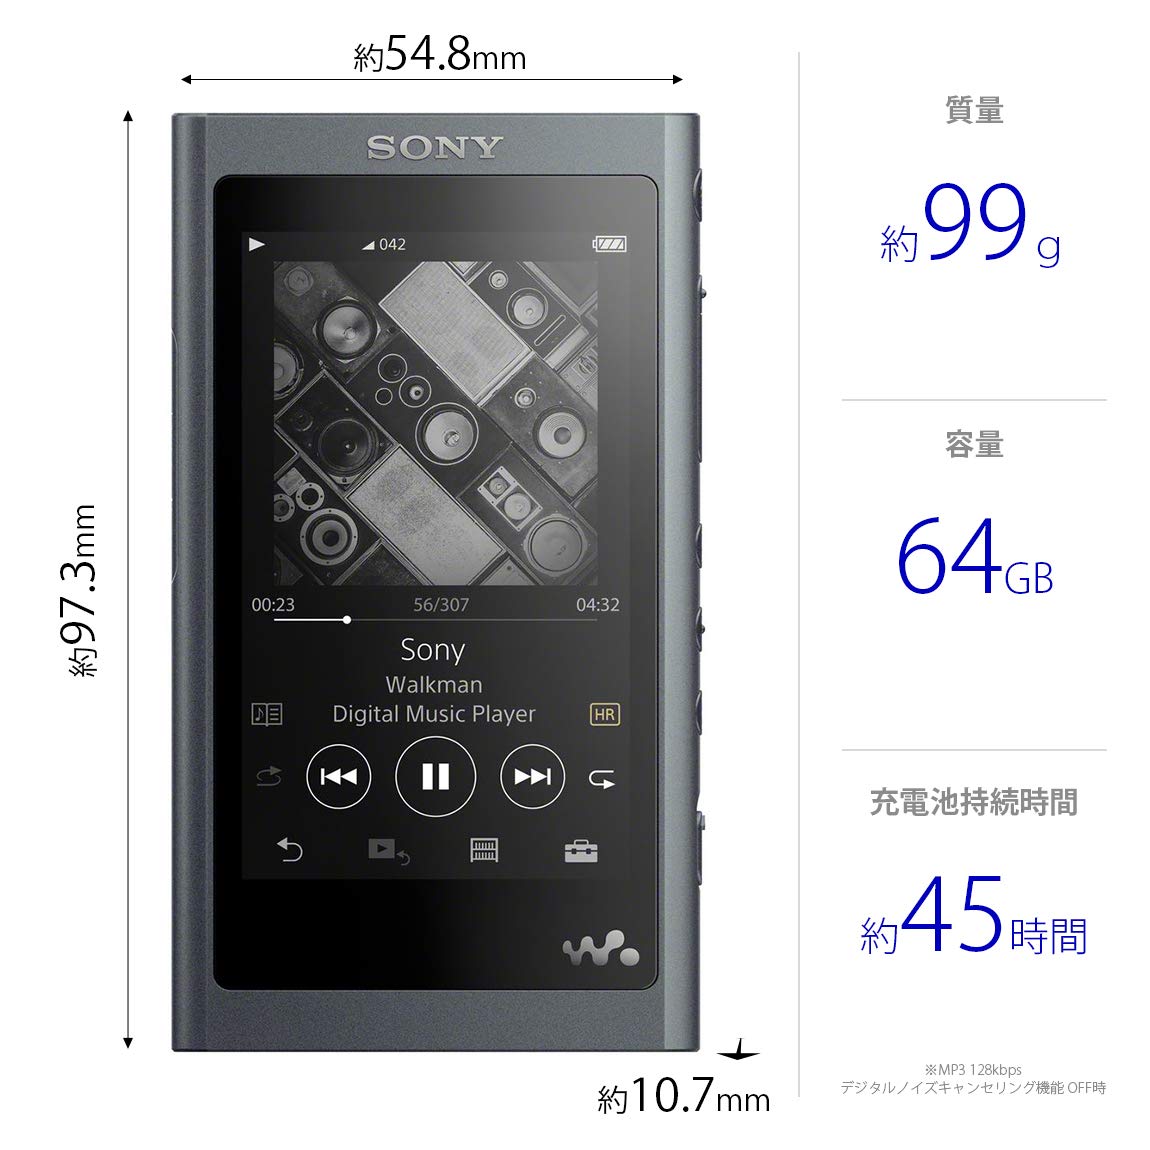 約54.8mm
約97.3mm
SONY
042
00:23 56/307 04:32
Sony
Walkman
Digital Music Player
HR
約10.7mm
質量
約99g
容量
64GB
充電池持続時間
約45時間
※MP3 128kbps
デジタルノイズキャンセリング機能 OFF時